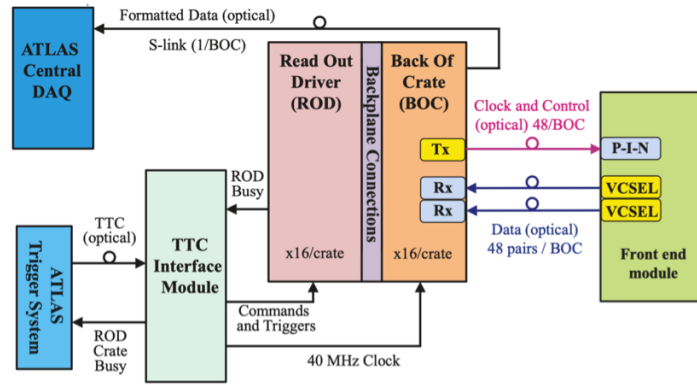 Formatted Data (optical)
S-link (1/BOC)
ATLAS
Central
DAQ
Read Out
Driver
(ROD)
Backplane Connections
Back Of
Crate
(BOC)
Clock and Control
(optical) 48/BOC
Tx
P-I-N
Rx
VCSEL
Rx
VCSEL
Data (optical)
48 pairs / BOC
Front end
module
x16/crate
x16/crate
ROD
Busy
TTC
(optical)
TTC
Interface
Module
ATLAS
Trigger System
Commands
and Triggers
ROD
Crate
Busy
40 MHz Clock